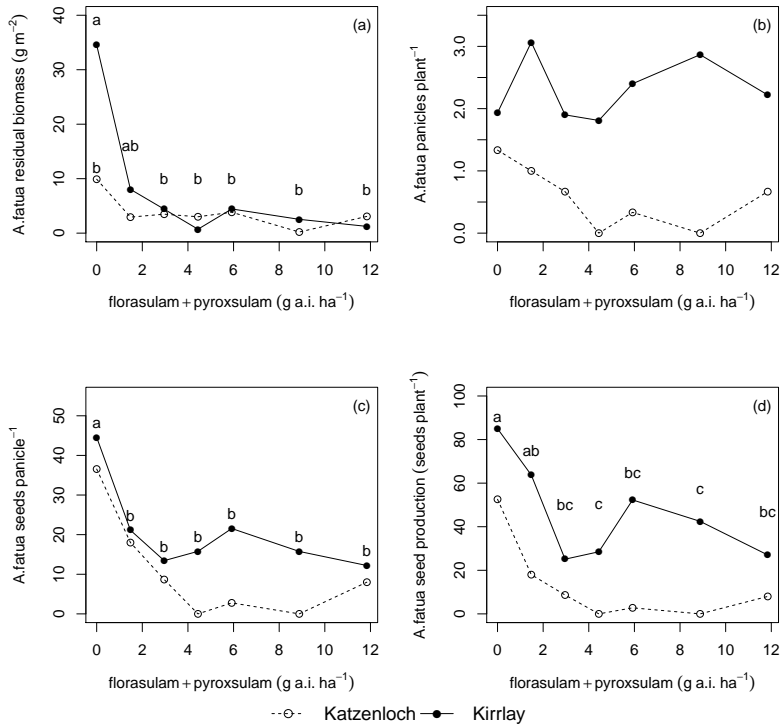 (a)
A.fatua residual biomass (g m−2)
40
30
20
10
0
a
ab
b
b
b
b
b
b
0 2 4 6 8 10 12
florasulam + pyroxsulam (g a.i. ha−1)
(b)
A.fatua panicles plant−1
3.0
2.0
1.0
0.0
0 2 4 6 8 10 12
florasulam + pyroxsulam (g a.i. ha−1)
(c)
A.fatua seeds panicle−1
50
40
30
20
10
0
a
b
b
b
b
b
b
0 2 4 6 8 10 12
florasulam + pyroxsulam (g a.i. ha−1)
(d)
A.fatua seed production (seeds plant−1)
100
80
60
40
20
0
a
ab
bc
c
bc
c
bc
0 2 4 6 8 10 12
florasulam + pyroxsulam (g a.i. ha−1)
Katzenloch Kirrlay